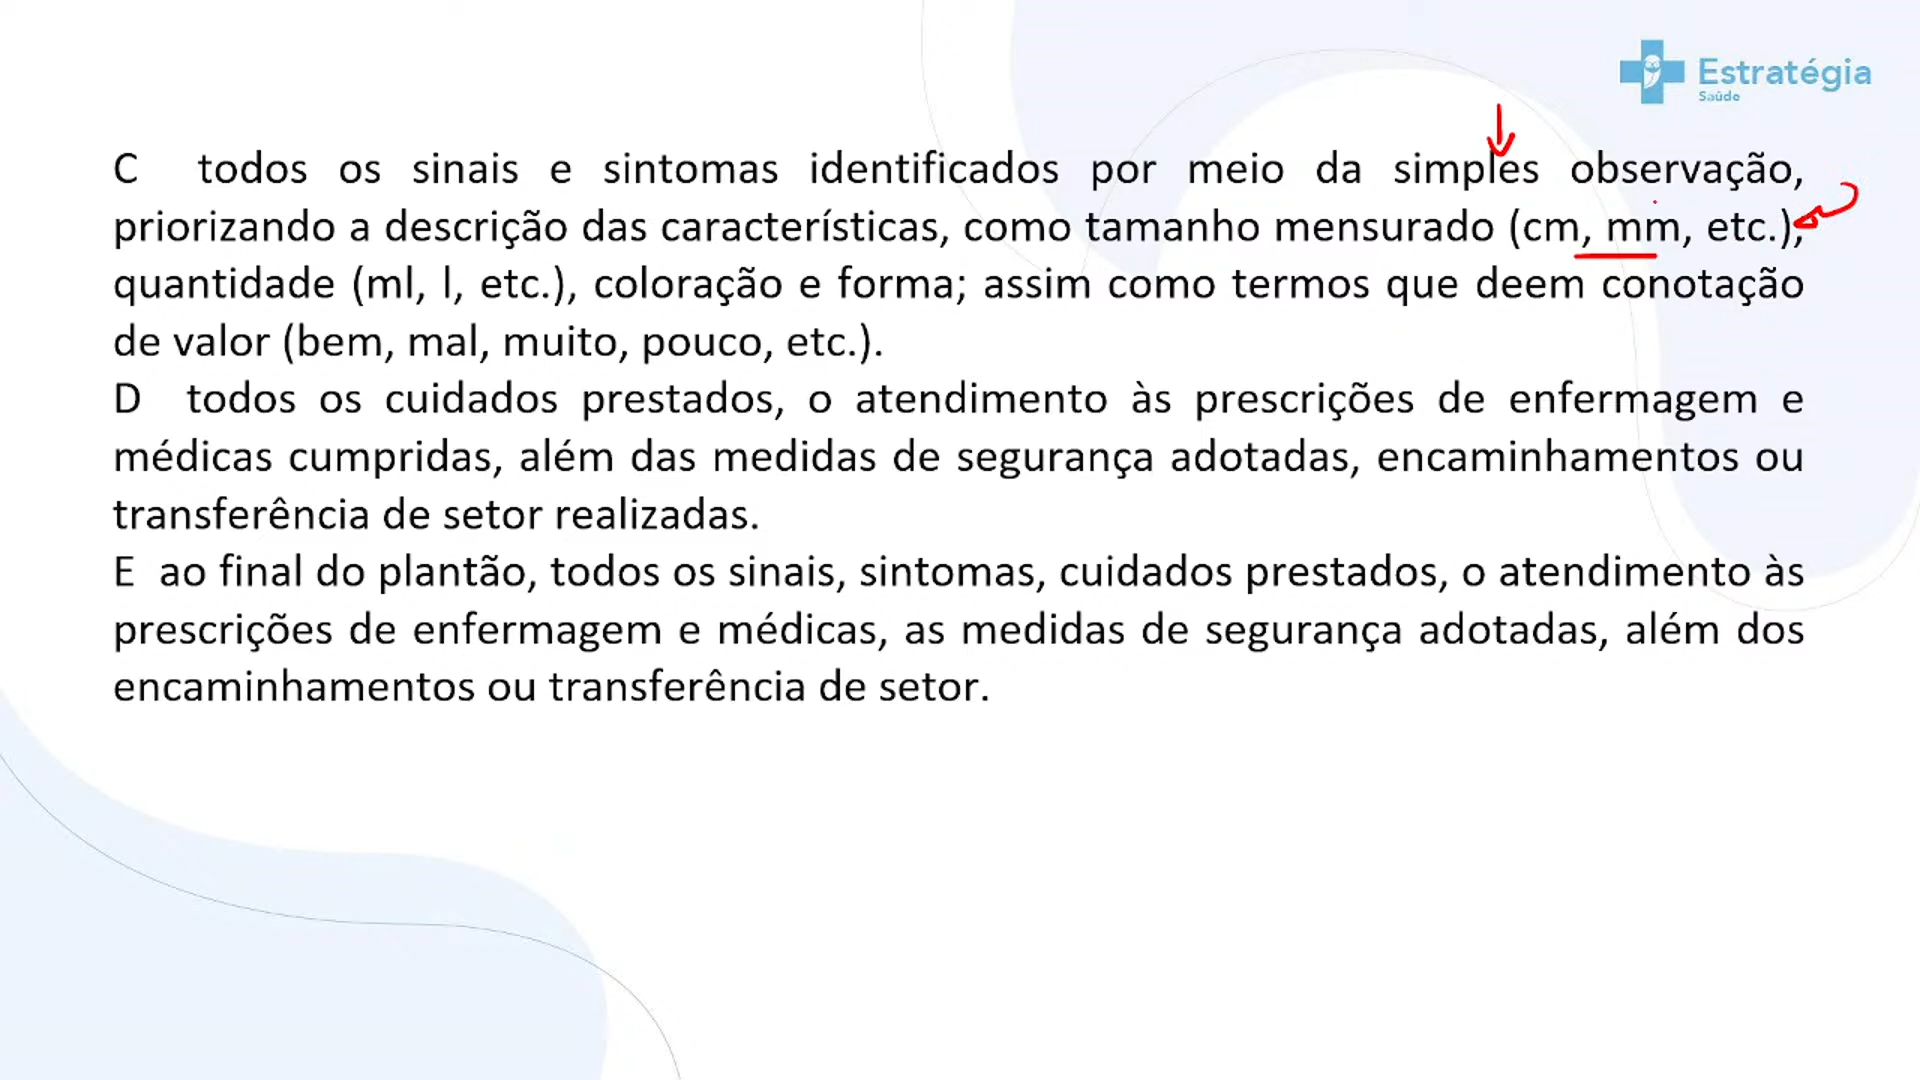 Estratégia
Saúde
C todos os sinais e sintomas identificados por meio da simples observação,
priorizando a descrição das características, como tamanho mensurado (cm, mm, etc.),
quantidade (ml, l, etc.), coloração e forma; assim como termos que deem conotação
de valor (bem, mal, muito, pouco, etc.).
D todos os cuidados prestados, o atendimento às prescrições de enfermagem e
médicas cumpridas, além das medidas de segurança adotadas, encaminhamentos ou
transferência de setor realizadas.
E ao final do plantão, todos os sinais, sintomas, cuidados prestados, o atendimento às
prescrições de enfermagem e médicas, as medidas de segurança adotadas, além dos
encaminhamentos ou transferência de setor.